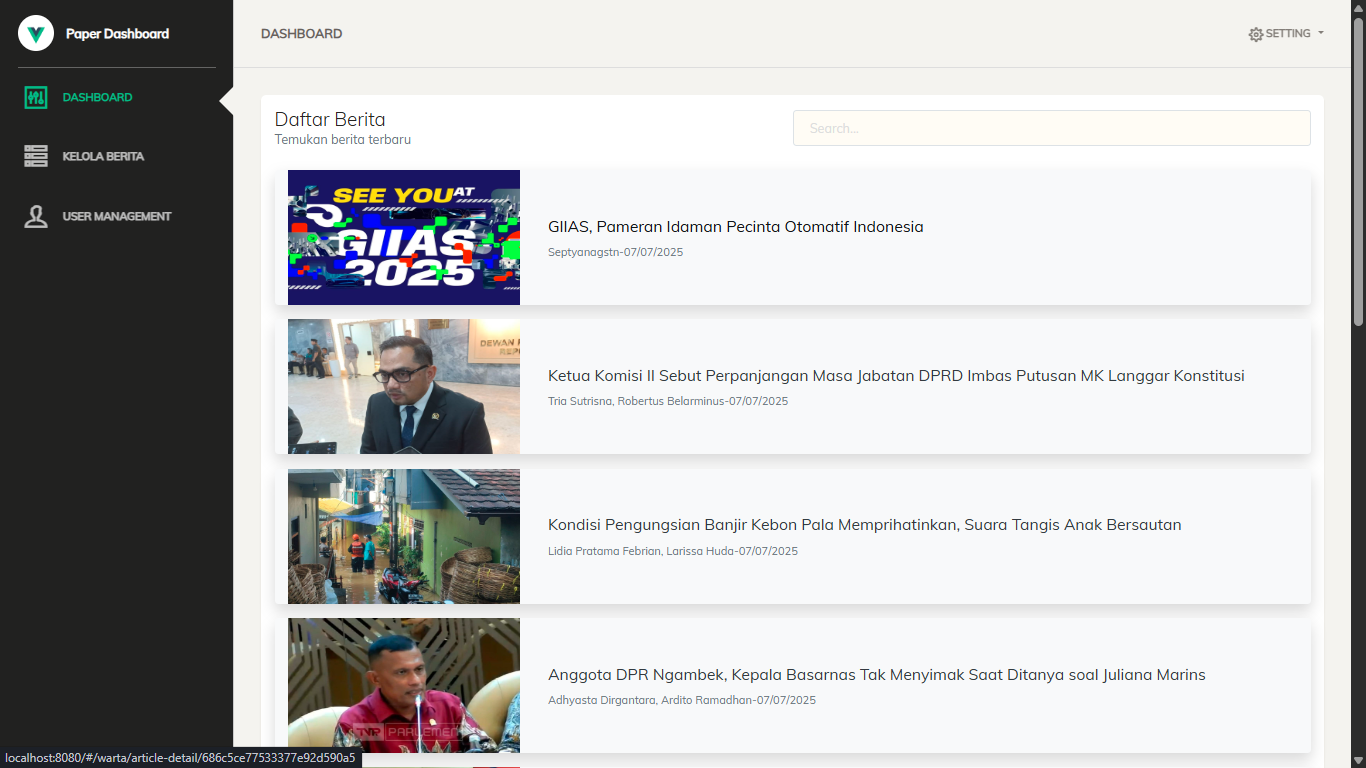 Paper Dashboard
DASHBOARD
SETTING
DASHBOARD
KELOLA BERITA
USER MANAGEMENT
Daftar Berita
Temukan berita terbaru
Search...
SEE YOU AT
GIIAS
2025
GIIAS, Pameran Idaman Pecinta Otomatif Indonesia
Septyanagstn-07/07/2025
DEWAN
REP
Ketua Komisi II Sebut Perpanjangan Masa Jabatan DPRD Imbas Putusan MK Langgar Konstitusi
Tria Sutrisna, Robertus Belarminus-07/07/2025
Kondisi Pengungsian Banjir Kebon Pala Memprihatinkan, Suara Tangis Anak Bersautan
Lidia Pratama Febrian, Larissa Huda-07/07/2025
TVP PARLEMEN
Anggota DPR Ngambek, Kepala Basarnas Tak Menyimak Saat Ditanya soal Juliana Marins
Adhyasta Dirgantara, Ardito Ramadhan-07/07/2025
localhost:8080/#/warta/article-detail/686c5ce77533377e92d590a5